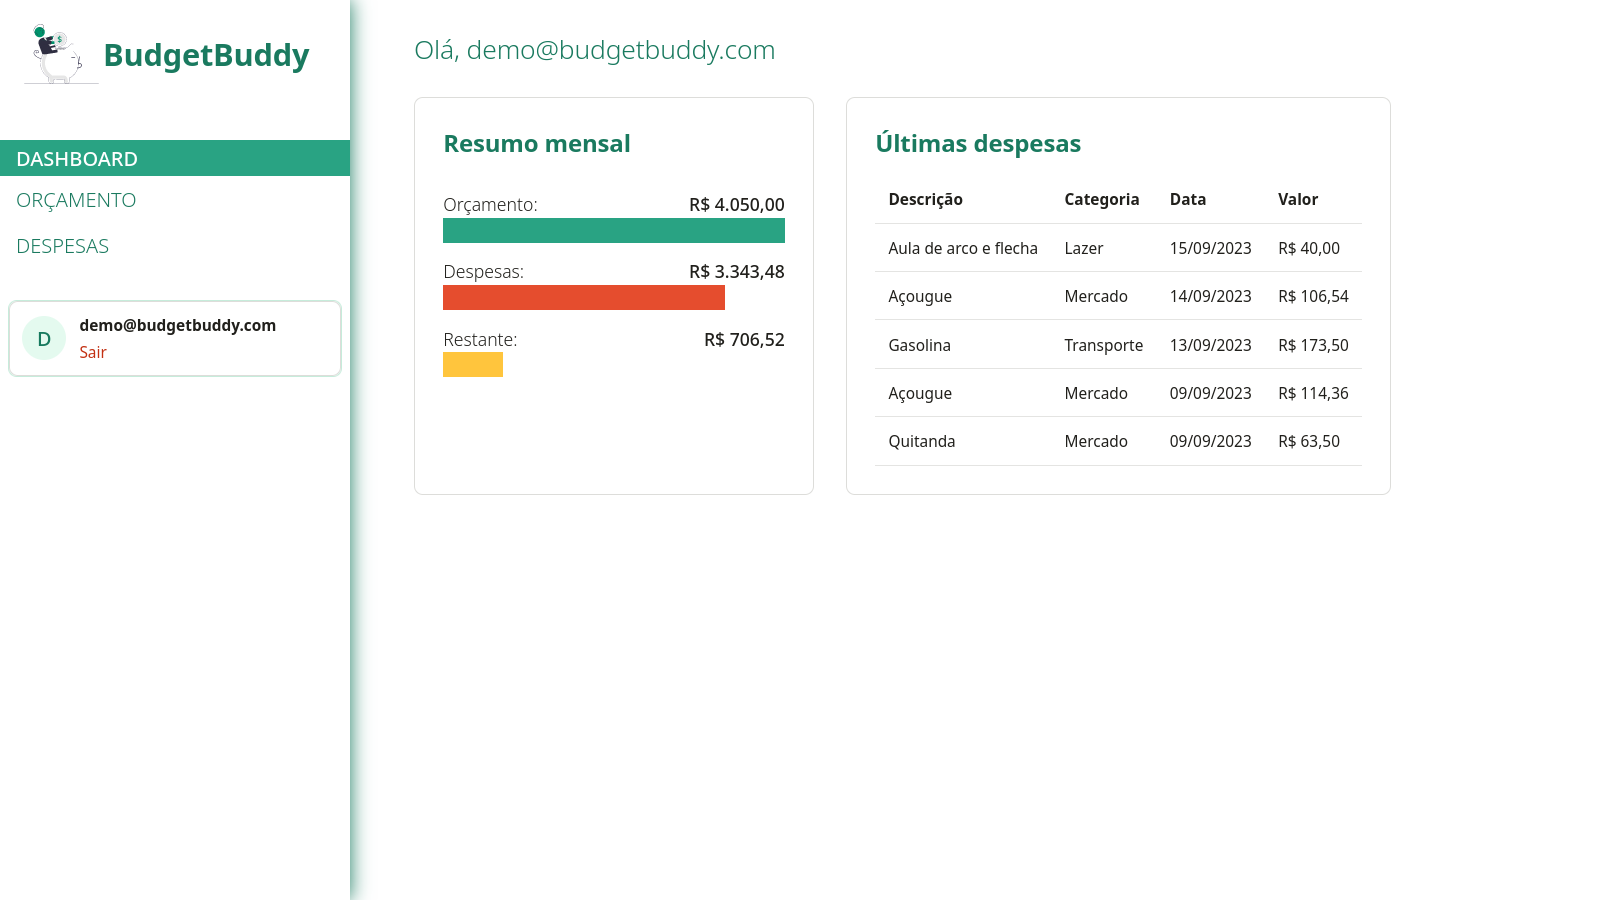 BudgetBuddy
DASHBOARD
ORÇAMENTO
DESPESAS
D
demo@budgetbuddy.com
Sair
Olá, demo@budgetbuddy.com
Resumo mensal
Orçamento: R$ 4.050,00
Despesas: R$ 3.343,48
Restante: R$ 706,52
Últimas despesas
Descrição Categoria Data Valor
Aula de arco e flecha Lazer 15/09/2023 R$ 40,00
Açougue Mercado 14/09/2023 R$ 106,54
Gasolina Transporte 13/09/2023 R$ 173,50
Açougue Mercado 09/09/2023 R$ 114,36
Quitanda Mercado 09/09/2023 R$ 63,50